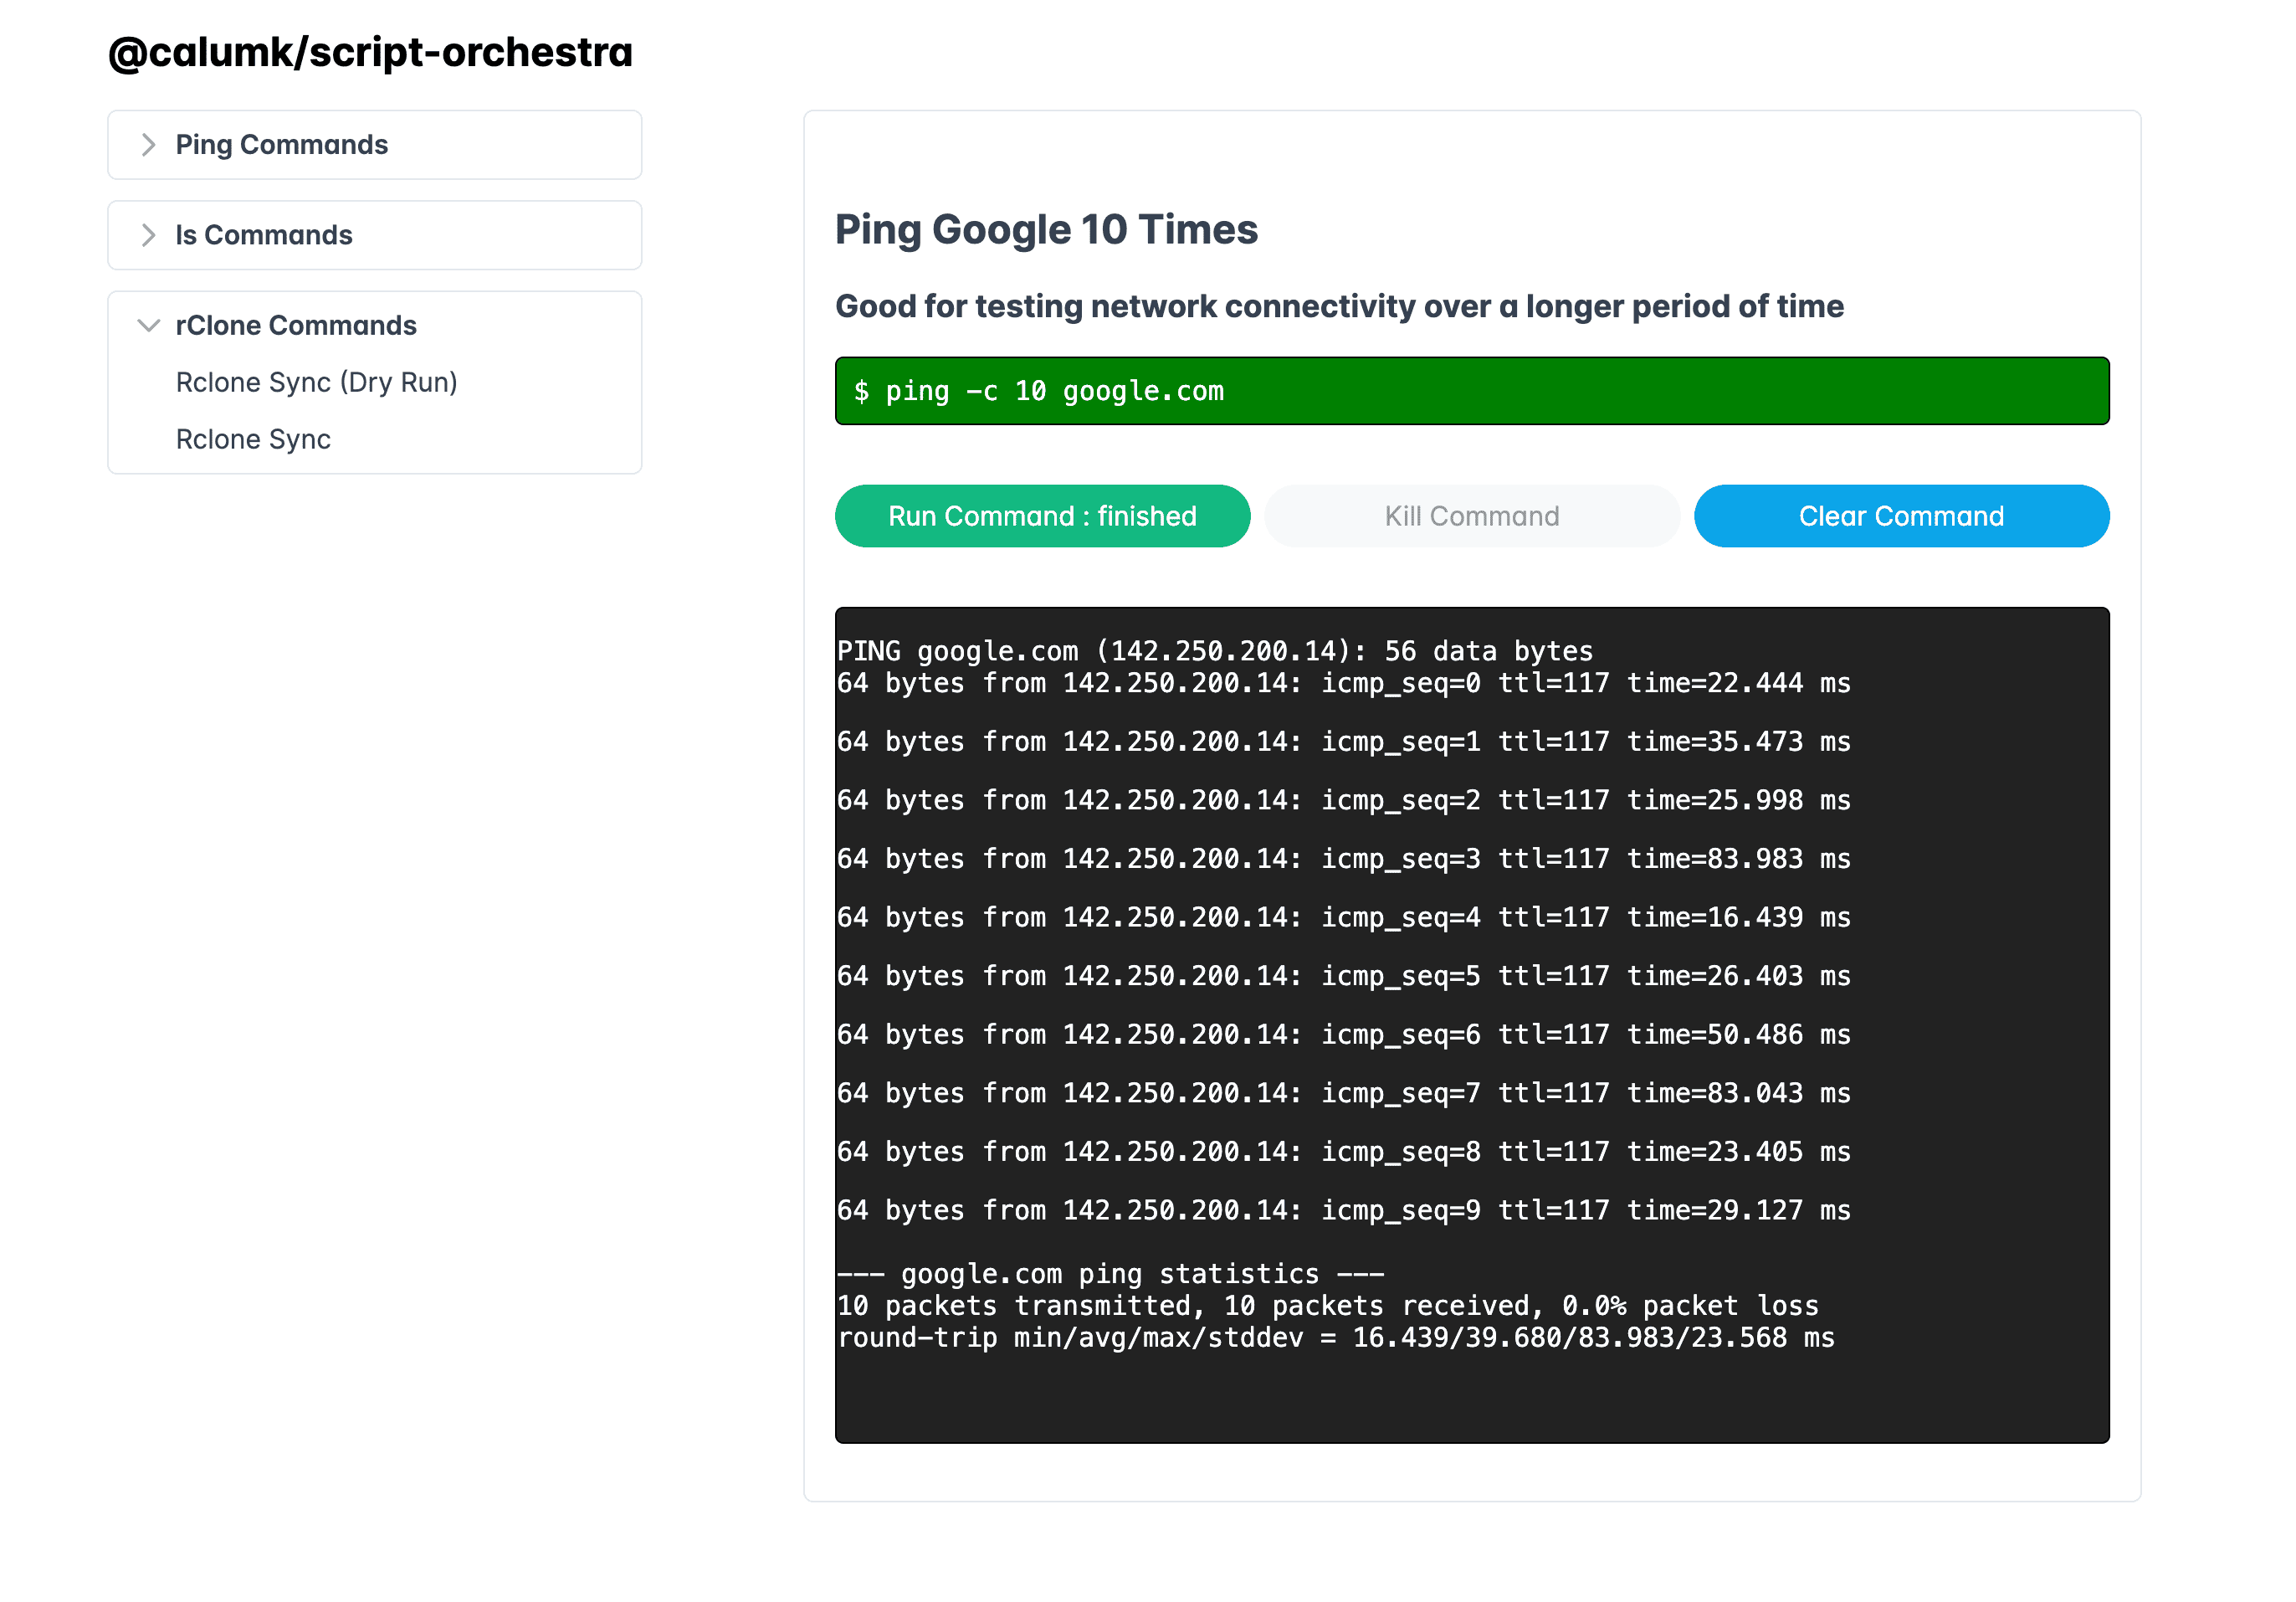 @calumk/script-orchestra
Ping Commands
ls Commands
rClone Commands
Rclone Sync (Dry Run)
Rclone Sync
Ping Google 10 Times
Good for testing network connectivity over a longer period of time
$ ping -c 10 google.com
Run Command : finished
Kill Command
Clear Command
PING google.com (142.250.200.14): 56 data bytes
64 bytes from 142.250.200.14: icmp_seq=0 ttl=117 time=22.444 ms
64 bytes from 142.250.200.14: icmp_seq=1 ttl=117 time=35.473 ms
64 bytes from 142.250.200.14: icmp_seq=2 ttl=117 time=25.998 ms
64 bytes from 142.250.200.14: icmp_seq=3 ttl=117 time=83.983 ms
64 bytes from 142.250.200.14: icmp_seq=4 ttl=117 time=16.439 ms
64 bytes from 142.250.200.14: icmp_seq=5 ttl=117 time=26.403 ms
64 bytes from 142.250.200.14: icmp_seq=6 ttl=117 time=50.486 ms
64 bytes from 142.250.200.14: icmp_seq=7 ttl=117 time=83.043 ms
64 bytes from 142.250.200.14: icmp_seq=8 ttl=117 time=23.405 ms
64 bytes from 142.250.200.14: icmp_seq=9 ttl=117 time=29.127 ms
--- google.com ping statistics ---
10 packets transmitted, 10 packets received, 0.0% packet loss
round-trip min/avg/max/stddev = 16.439/39.680/83.983/23.568 ms